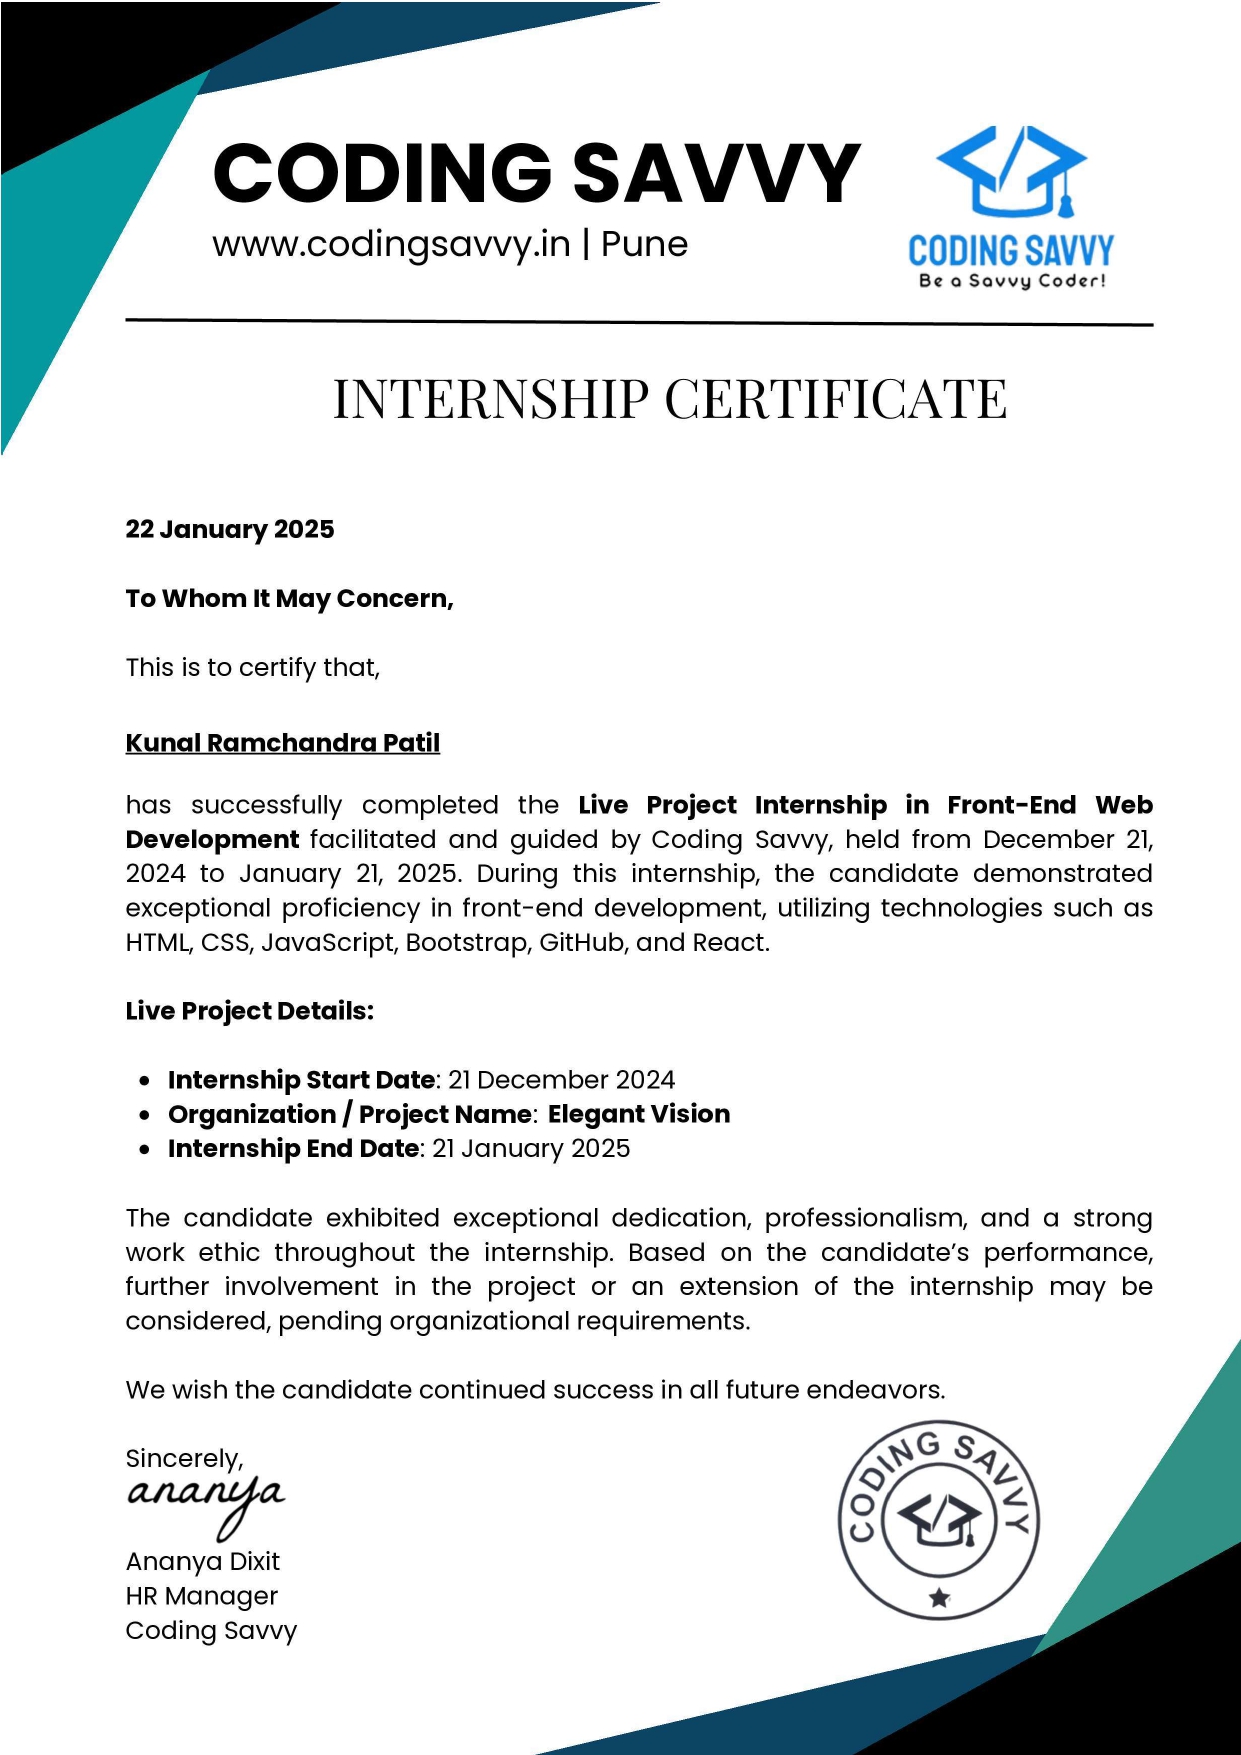 CODING SAVVY
www.codingsavvy.in | Pune
CODING SAVVY
Be a Savvy Coder!
INTERNSHIP CERTIFICATE
22 January 2025
To Whom It May Concern,
This is to certify that,
Kunal Ramchandra Patil
has successfully completed the Live Project Internship in Front-End Web
Development facilitated and guided by Coding Savvy, held from December 21,
2024 to January 21, 2025. During this internship, the candidate demonstrated
exceptional proficiency in front-end development, utilizing technologies such as
HTML, CSS, JavaScript, Bootstrap, GitHub, and React.
Live Project Details:
• Internship Start Date: 21 December 2024
• Organization / Project Name: Elegant Vision
• Internship End Date: 21 January 2025
The candidate exhibited exceptional dedication, professionalism, and a strong
work ethic throughout the internship. Based on the candidate’s performance,
further involvement in the project or an extension of the internship may be
considered, pending organizational requirements.
We wish the candidate continued success in all future endeavors.
Sincerely,
ananya
Ananya Dixit
HR Manager
Coding Savvy
CODING SAVVY